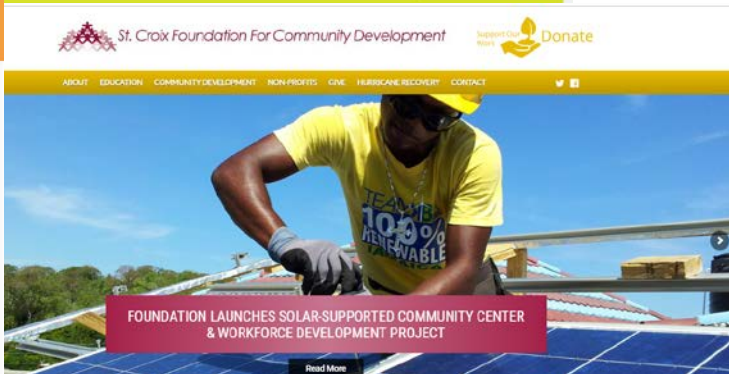 St. Croix Foundation For Community Development
Support Our
Work
Donate
ABOUT EDUCATION COMMUNITY DEVELOPMENT NON-PROFITS GIVE HURRICANE RECOVERY CONTACT
100%
RENEWABLE
FOUNDATION LAUNCHES SOLAR-SUPPORTED COMMUNITY CENTER
& WORKFORCE DEVELOPMENT PROJECT
Read More